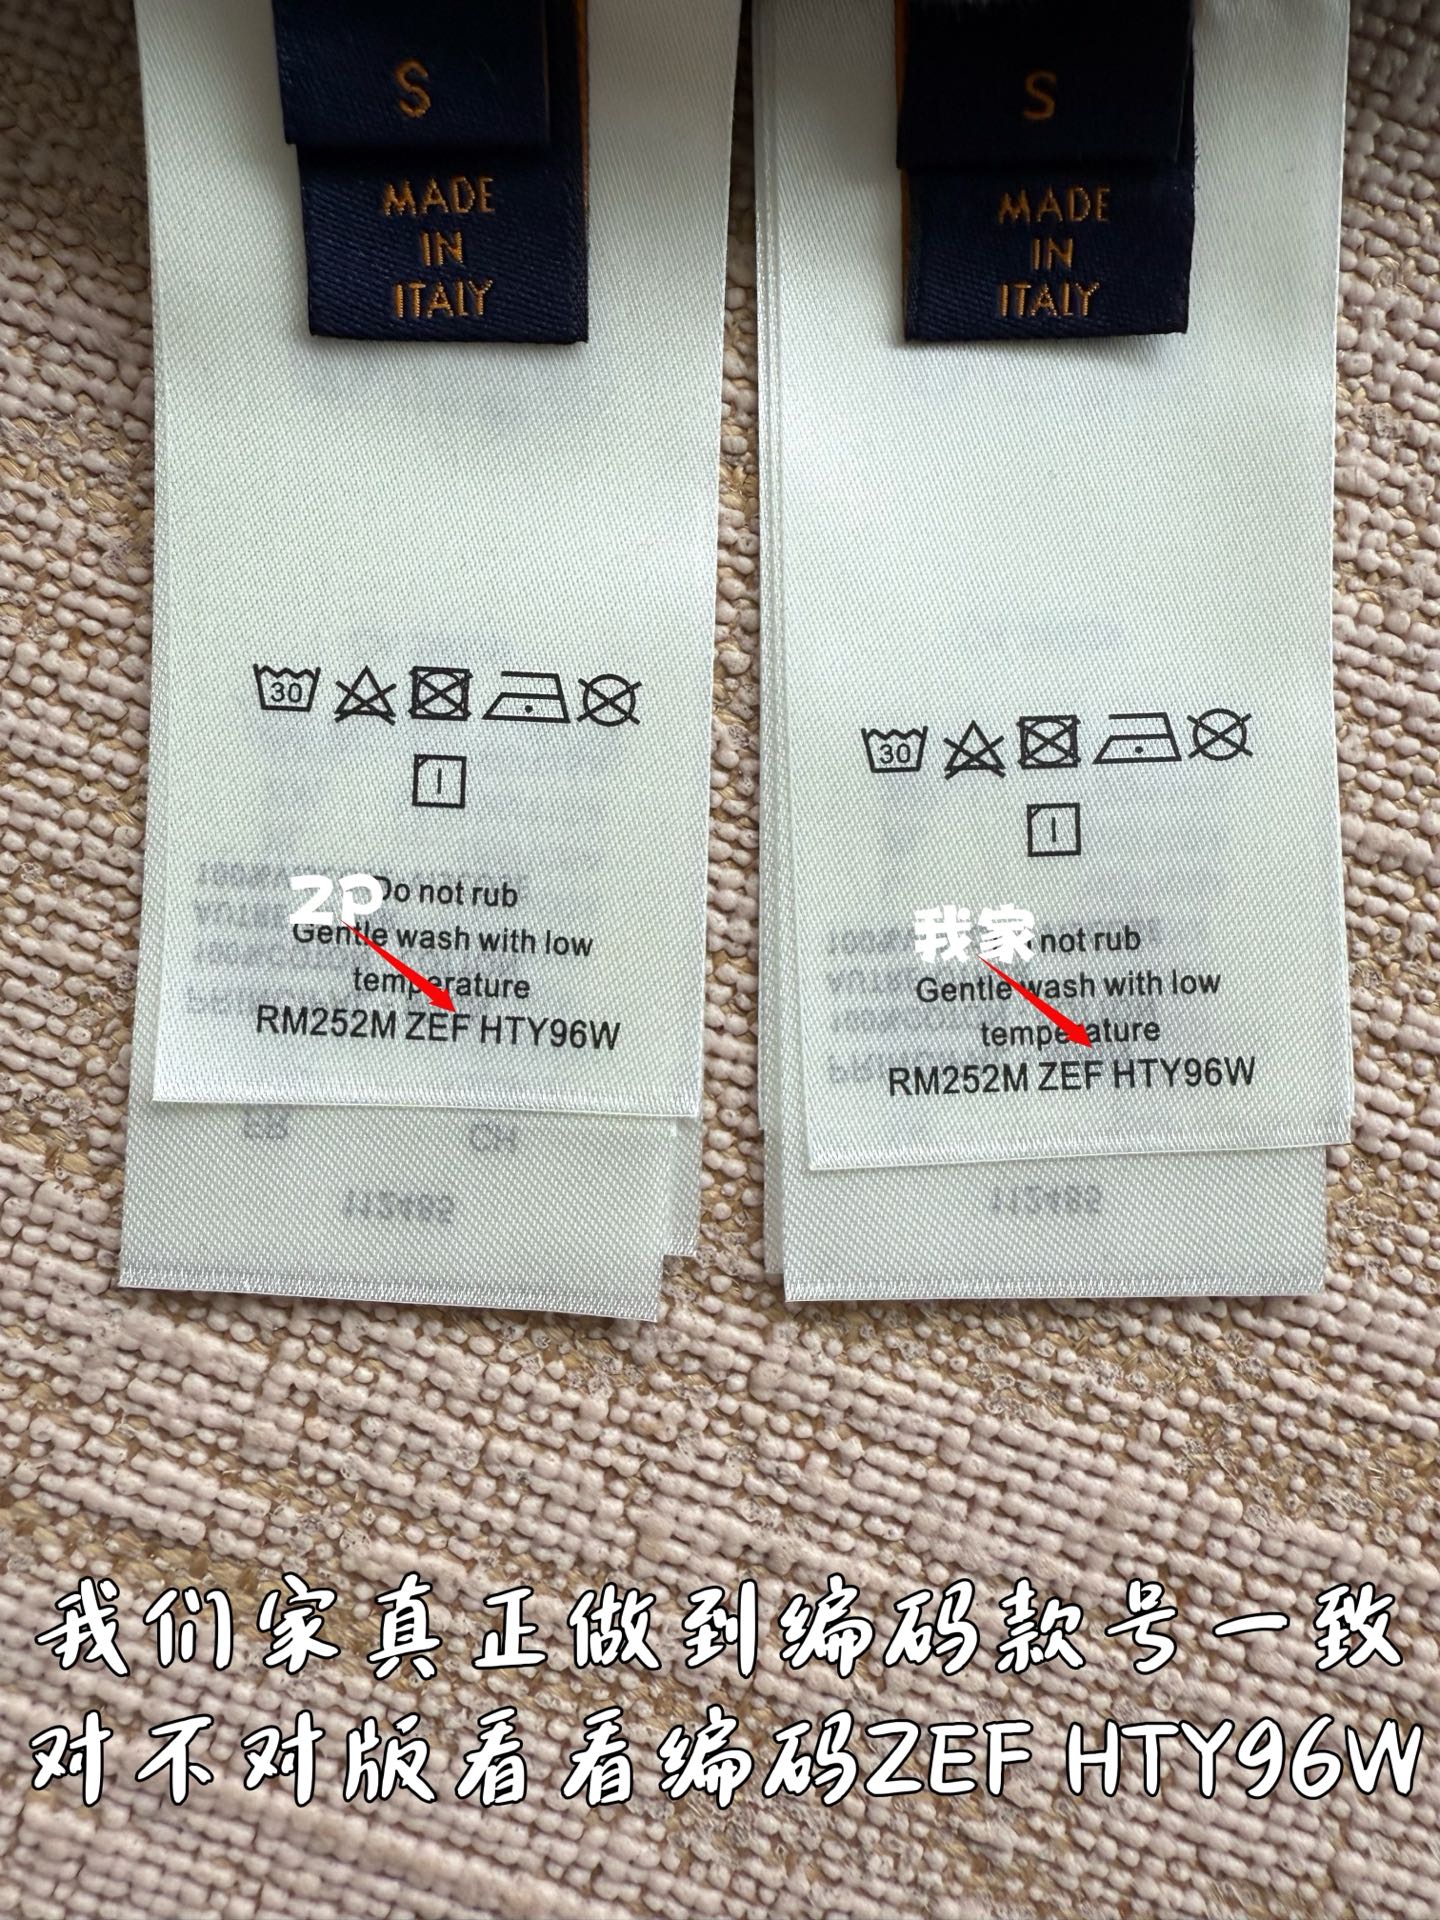 S
MADE
IN
ITALY
30
Do not rub
Gentle wash with low
temperature
RM252M ZEF HTY96W
ZP
112485
S
MADE
IN
ITALY
30
not rub
Gentle wash with low
temperature
RM252M ZEF HTY96W
我家
112485
我们家真正做到编码款号一致
对不对版看看编码ZEF HTY96W